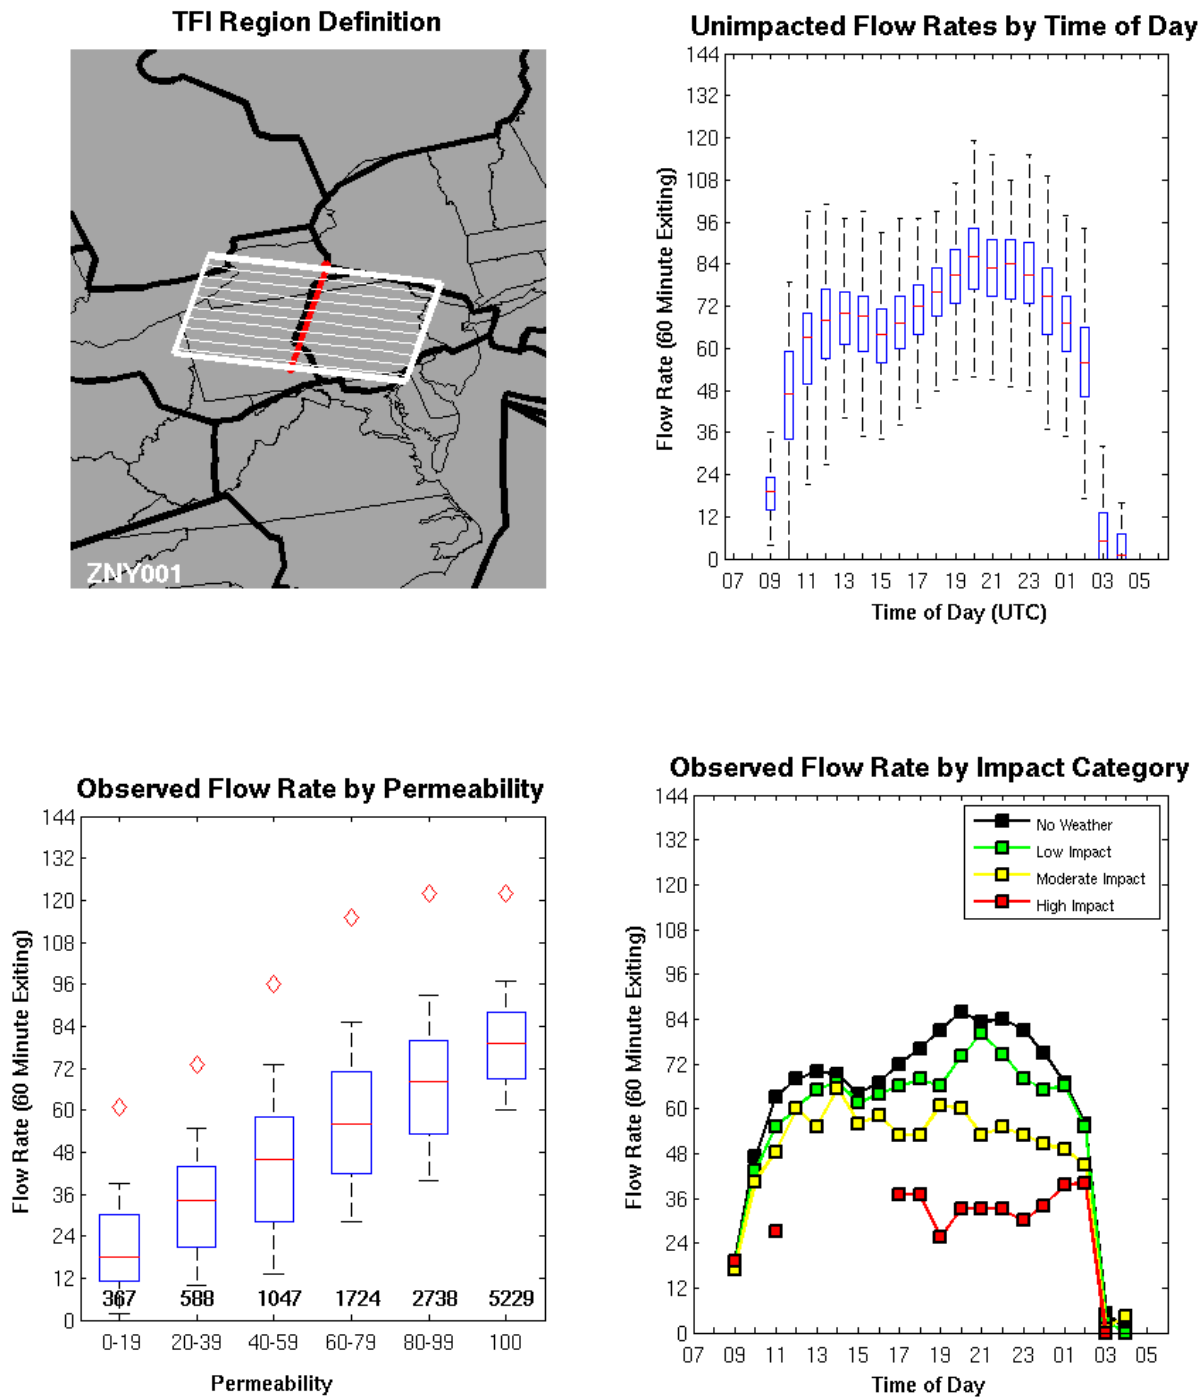 TFI Region Definition
ZNY001
Unimpacted Flow Rates by Time of Day
Flow Rate (60 Minute Exiting)
144
132
120
108
96
84
72
60
48
36
24
12
0
07 09 11 13 15 17 19 21 23 01 03 05
Time of Day (UTC)
Observed Flow Rate by Permeability
Flow Rate (60 Minute Exiting)
144
132
120
108
96
84
72
60
48
36
24
12
0
367 588 1047 1724 2738 5229
0-19 20-39 40-59 60-79 80-99 100
Permeability
Observed Flow Rate by Impact Category
Flow Rate (60 Minute Exiting)
144
132
120
108
96
84
72
60
48
36
24
12
0
No Weather
Low Impact
Moderate Impact
High Impact
07 09 11 13 15 17 19 21 23 01 03 05
Time of Day